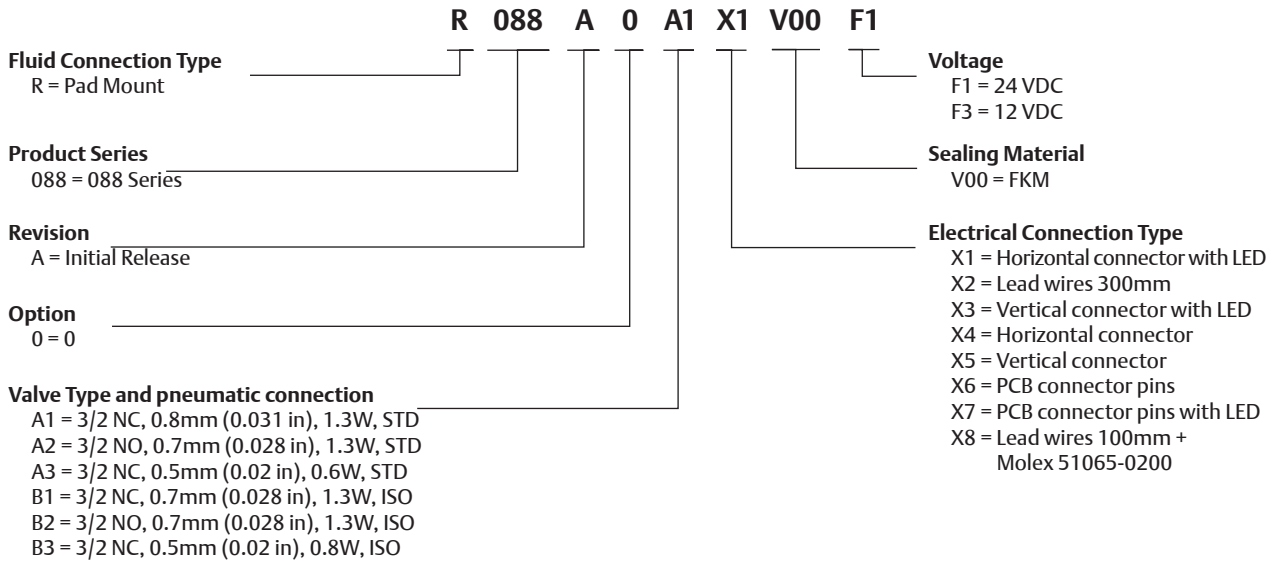 R 088 A 0 A1 X1 V00 F1
Fluid Connection Type
R = Pad Mount
Product Series
088 = 088 Series
Revision
A = Initial Release
Option
0 = 0
Valve Type and pneumatic connection
A1 = 3/2 NC, 0.8mm (0.031 in), 1.3W, STD
A2 = 3/2 NO, 0.7mm (0.028 in), 1.3W, STD
A3 = 3/2 NC, 0.5mm (0.02 in), 0.6W, STD
B1 = 3/2 NC, 0.7mm (0.028 in), 1.3W, ISO
B2 = 3/2 NO, 0.7mm (0.028 in), 1.3W, ISO
B3 = 3/2 NC, 0.5mm (0.02 in), 0.8W, ISO
Voltage
F1 = 24 VDC
F3 = 12 VDC
Sealing Material
V00 = FKM
Electrical Connection Type
X1 = Horizontal connector with LED
X2 = Lead wires 300mm
X3 = Vertical connector with LED
X4 = Horizontal connector
X5 = Vertical connector
X6 = PCB connector pins
X7 = PCB connector pins with LED
X8 = Lead wires 100mm +
Molex 51065-0200